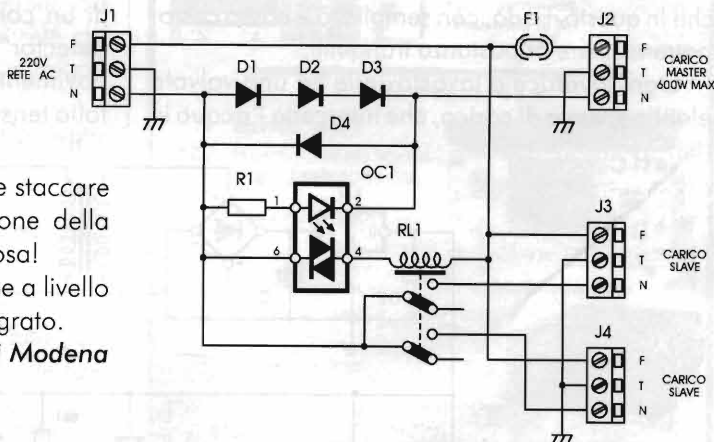 J1
220V
RETE AC
F
T
N
F1
J2
F
T
N
CARICO
MASTER
600W MAX
D1
D2
D3
D4
OC1
R1
1
2
6
4
RL1
J3
F
T
N
CARICO
SLAVE
J4
F
T
N
CARICO
SLAVE
e staccare
one della
osa!
e a livello
grato.
i Modena